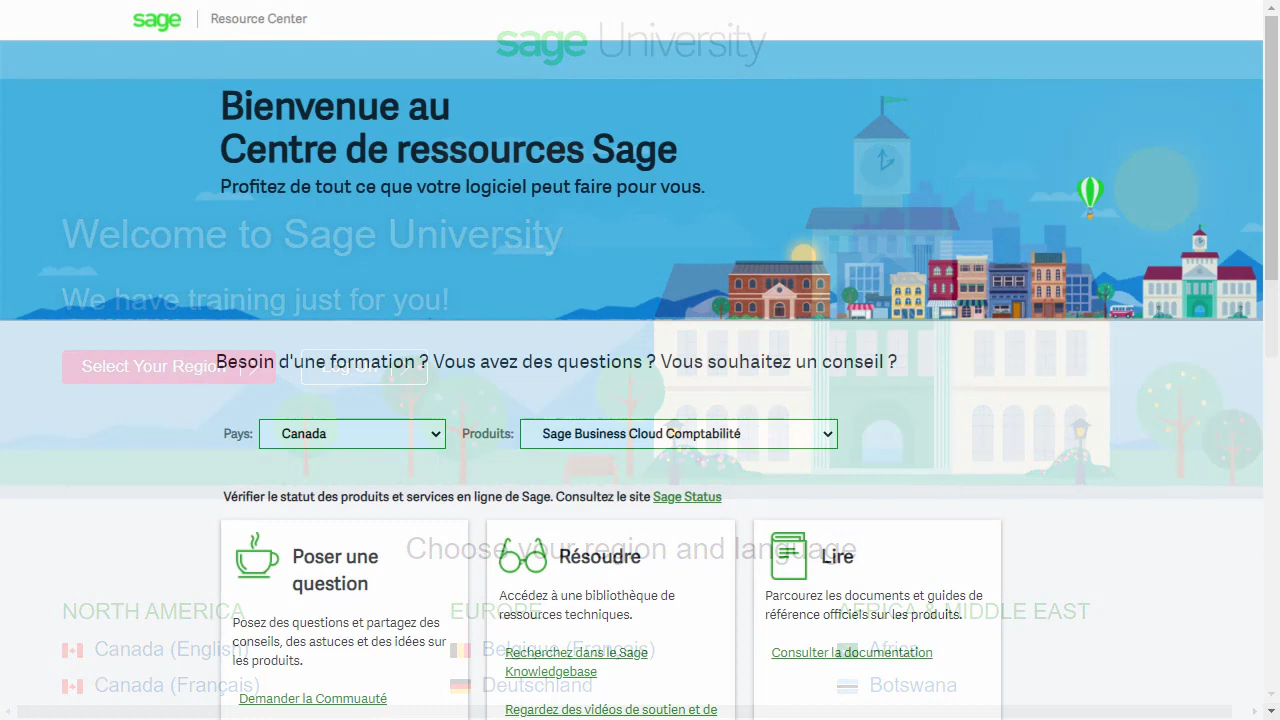 sage Resource Center
sage University
Bienvenue au
Centre de ressources Sage
Profitez de tout ce que votre logiciel peut faire pour vous.
Welcome to Sage University
We have training just for you!
Besoin d'une formation ? Vous avez des questions ? Vous souhaitez un conseil ?
Select Your Region
Pays: Canada Produits: Sage Business Cloud Comptabilité
Vérifier le statut des produits et services en ligne de Sage. Consultez le site Sage Status
Choose your region and language
Poser une
question
Posez des questions et partagez des
conseils, des astuces et des idées sur
les produits.
Demander la Commuauté
Résoudre
Accédez à une bibliothèque de
ressources techniques.
Recherchez dans le Sage
Knowledgebase
Regardez des vidéos de soutien et de
Lire
Parcourez les documents et guides de
référence officiels sur les produits.
Consulter la documentation
NORTH AMERICA
Canada (English)
Canada (Français)
EUROPE
Belgique (Français)
Deutschland
AFRICA & MIDDLE EAST
Africa
Botswana